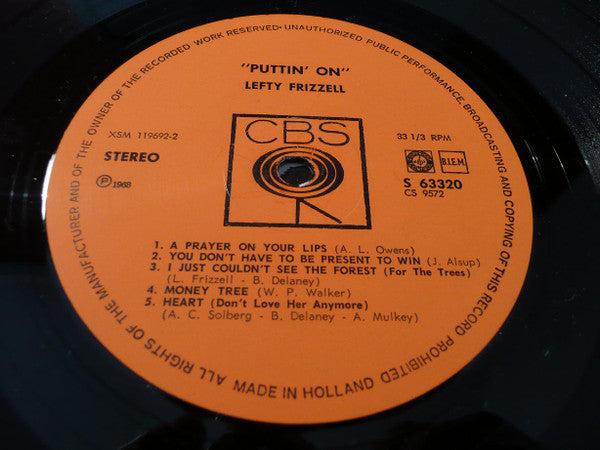 ALL RIGHTS OF THE MANUFACTURER AND OF THE OWNER OF THE RECORDED WORK RESERVED • UNAUTHORIZED PUBLIC PERFORMANCE, BROADCASTING AND COPYING OF THIS RECORD PROHIBITED
"PUTTIN' ON"
LEFTY FRIZZELL
CBS
XSM 119692-2
33 1/3 RPM
STEREO
B.I.E.M.
S 63320
CS 9572
℗ 1968
1. A PRAYER ON YOUR LIPS (A. L. Owens)
2. YOU DON'T HAVE TO BE PRESENT TO WIN (J. Alsup)
3. I JUST COULDN'T SEE THE FOREST (For The Trees)
(L. Frizzell - B. Delaney)
4. MONEY TREE (W. P. Walker)
5. HEART (Don't Love Her Anymore)
(A. C. Solberg - B. Delaney - A. Mulkey)
MADE IN HOLLAND